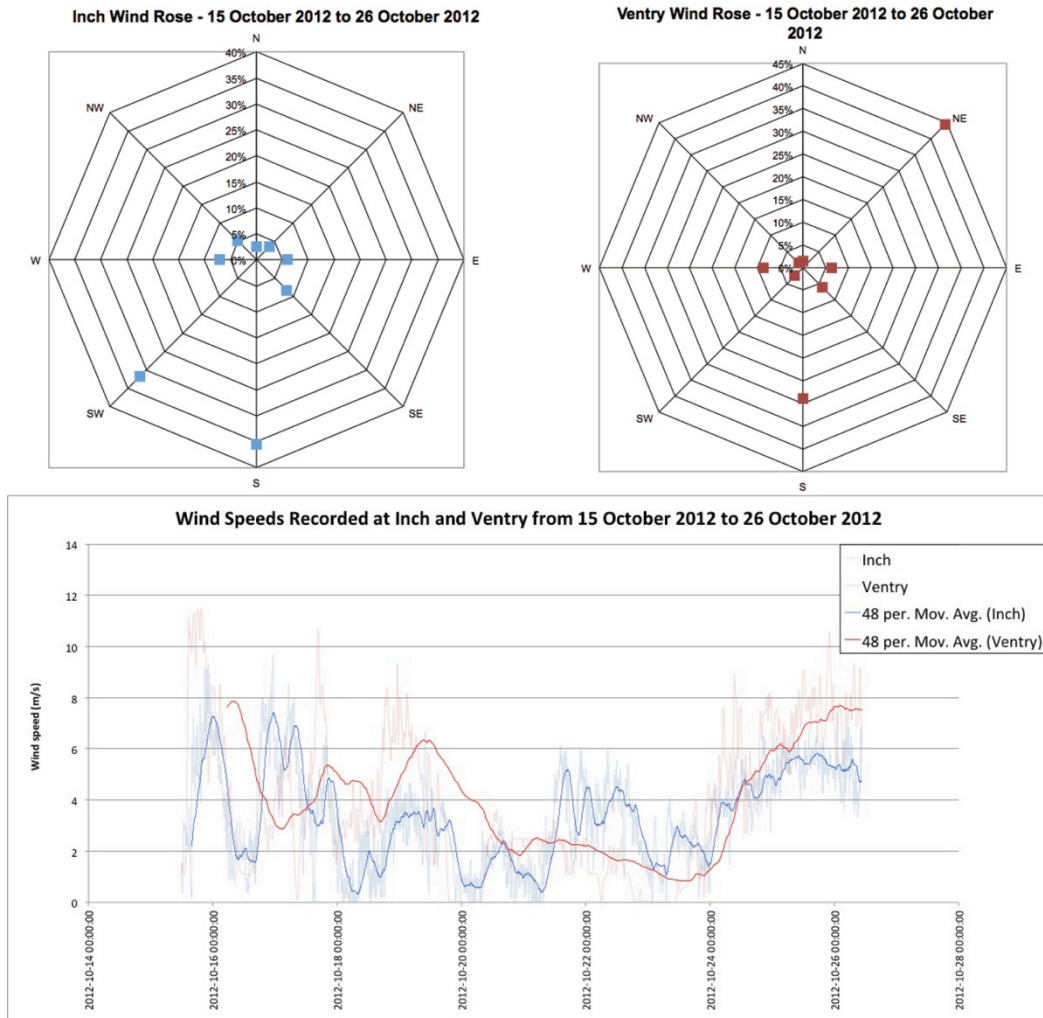 Inch Wind Rose - 15 October 2012 to 26 October 2012
N
40%
35%
30%
25%
20%
15%
10%
5%
0%
NW
NE
W
E
SW
SE
S
Ventry Wind Rose - 15 October 2012 to 26 October
2012
N
45%
40%
35%
30%
25%
20%
15%
10%
5%
0%
NW
NE
W
E
SW
SE
S
Wind Speeds Recorded at Inch and Ventry from 15 October 2012 to 26 October 2012
Wind speed (m/s)
14
12
10
8
6
4
2
0
Inch
Ventry
48 per. Mov. Avg. (Inch)
48 per. Mov. Avg. (Ventry)
2012-10-14 00:00:00
2012-10-16 00:00:00
2012-10-18 00:00:00
2012-10-20 00:00:00
2012-10-22 00:00:00
2012-10-24 00:00:00
2012-10-26 00:00:00
2012-10-28 00:00:00